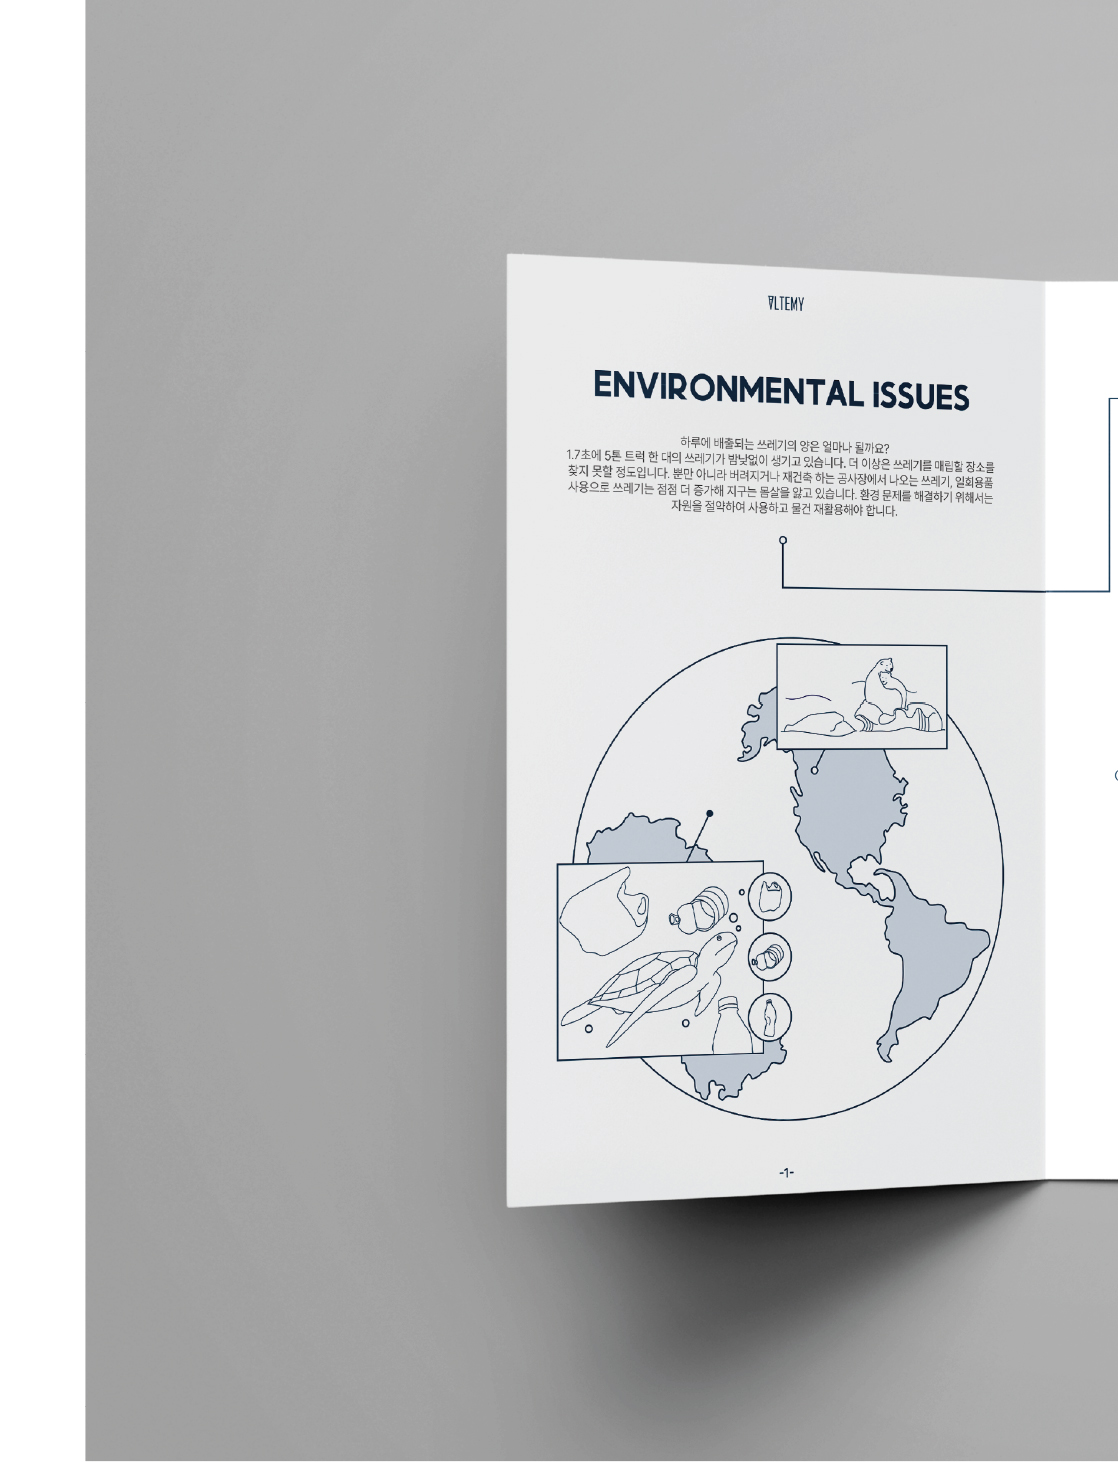 ALTEMY
ENVIRONMENTAL ISSUES
하루에 배출되는 쓰레기의 양은 얼마나 될까요?
1.7초에 5톤 트럭 한 대의 쓰레기가 밤낮없이 생기고 있습니다. 더 이상은 쓰레기를 매립할 장소를
찾지 못할 정도입니다. 뿐만 아니라 버려지거나 재건축 하는 공사장에서 나오는 쓰레기, 일회용품
사용으로 쓰레기는 점점 더 증가해 지구는 몸살을 앓고 있습니다. 환경 문제를 해결하기 위해서는
자원을 절약하여 사용하고 물건 재활용해야 합니다.
-1-